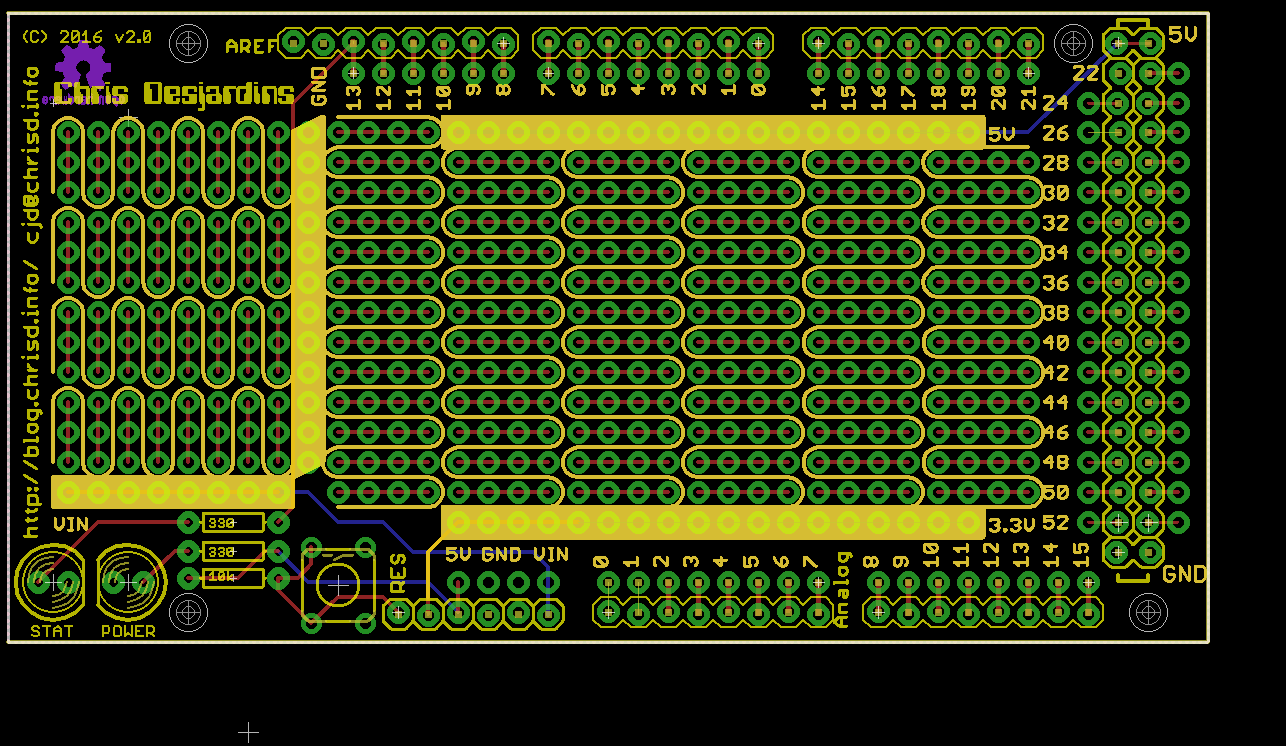 (C) 2016 v2.0
Chris Desjardins
http://blog.chrisd.info/ cjd@chrisd.info
AREF
GND 13 12 11 10 9 8
7 6 5 4 3 2 1 0
14 15 16 17 18 19 20 21
5V
5V
22
24
26
28
30
32
34
36
38
40
42
44
46
48
50
52
GND
3.3V
VIN
330
330
10k
STAT
POWER
RES
5V GND VIN
0 1 2 3 4 5 6 7
Analog
8 9 10 11 12 13 14 15